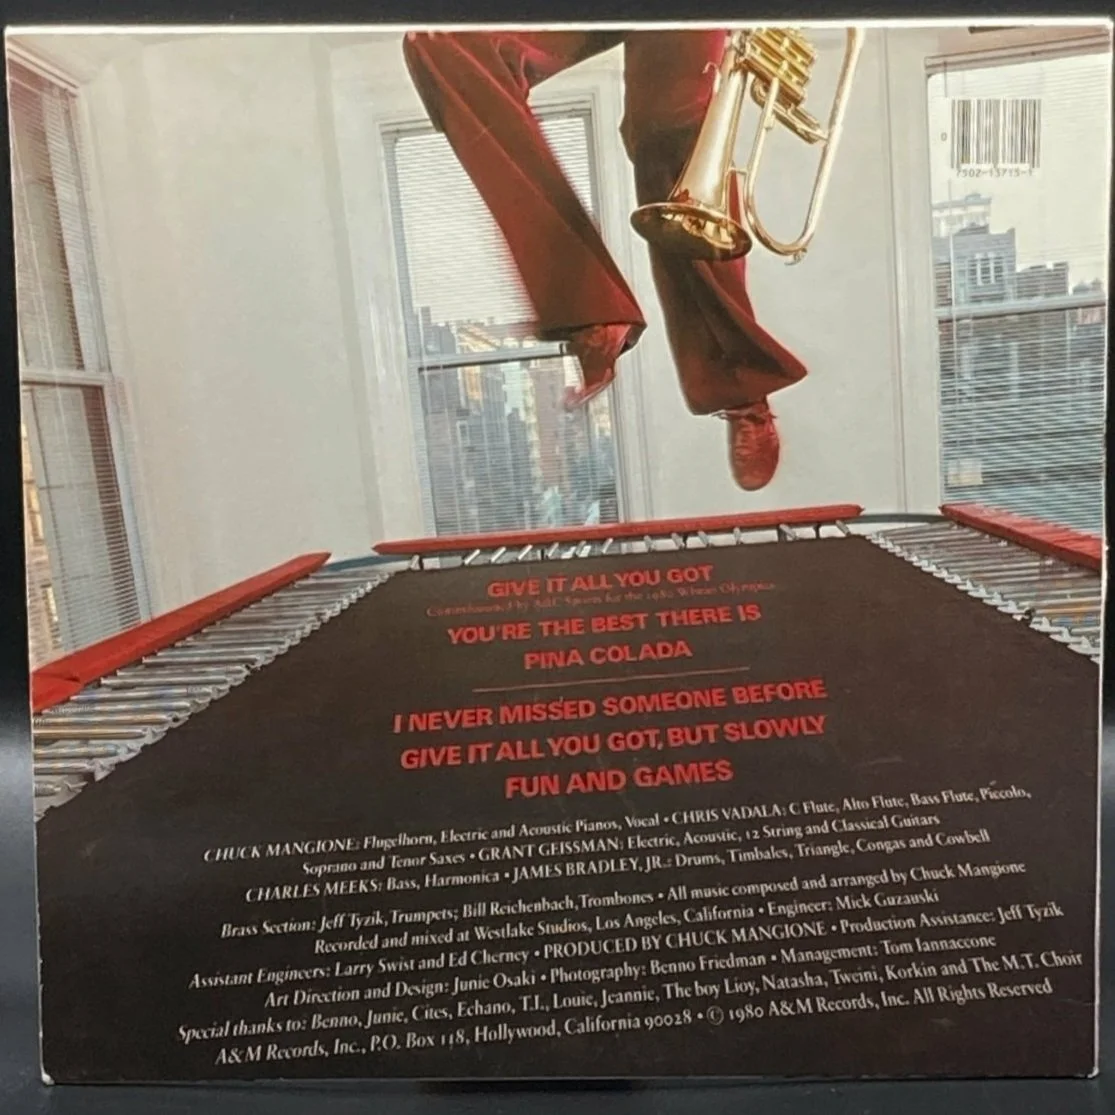 0
7502-13715-1
GIVE IT ALL YOU GOT
Commissioned by ABC Sports for the 1980 Winter Olympics
YOU'RE THE BEST THERE IS
PINA COLADA
I NEVER MISSED SOMEONE BEFORE
GIVE IT ALL YOU GOT, BUT SLOWLY
FUN AND GAMES
CHUCK MANGIONE: Flugelhorn, Electric and Acoustic Pianos, Vocal • CHRIS VADALA: C Flute, Alto Flute, Bass Flute, Piccolo,
Soprano and Tenor Saxes • GRANT GEISSMAN: Electric, Acoustic, 12 String and Classical Guitars
CHARLES MEEKS: Bass, Harmonica • JAMES BRADLEY, JR.: Drums, Timbales, Triangle, Congas and Cowbell
Brass Section: Jeff Tyzik, Trumpets; Bill Reichenbach, Trombones • All music composed and arranged by Chuck Mangione
Recorded and mixed at Westlake Studios, Los Angeles, California • Engineer: Mick Guzauski
Assistant Engineers: Larry Swist and Ed Cherney • PRODUCED BY CHUCK MANGIONE • Production Assistance: Jeff Tyzik
Art Direction and Design: Junie Osaki • Photography: Benno Friedman • Management: Tom Iannaccone
Special thanks to: Benno, Junie, Cites, Echano, T.I., Louie, Jeannie, The boy Lioy, Natasha, Tweini, Korkin and The M.T. Choir
A&M Records, Inc., P.O. Box 118, Hollywood, California 90028 • © 1980 A&M Records, Inc. All Rights Reserved